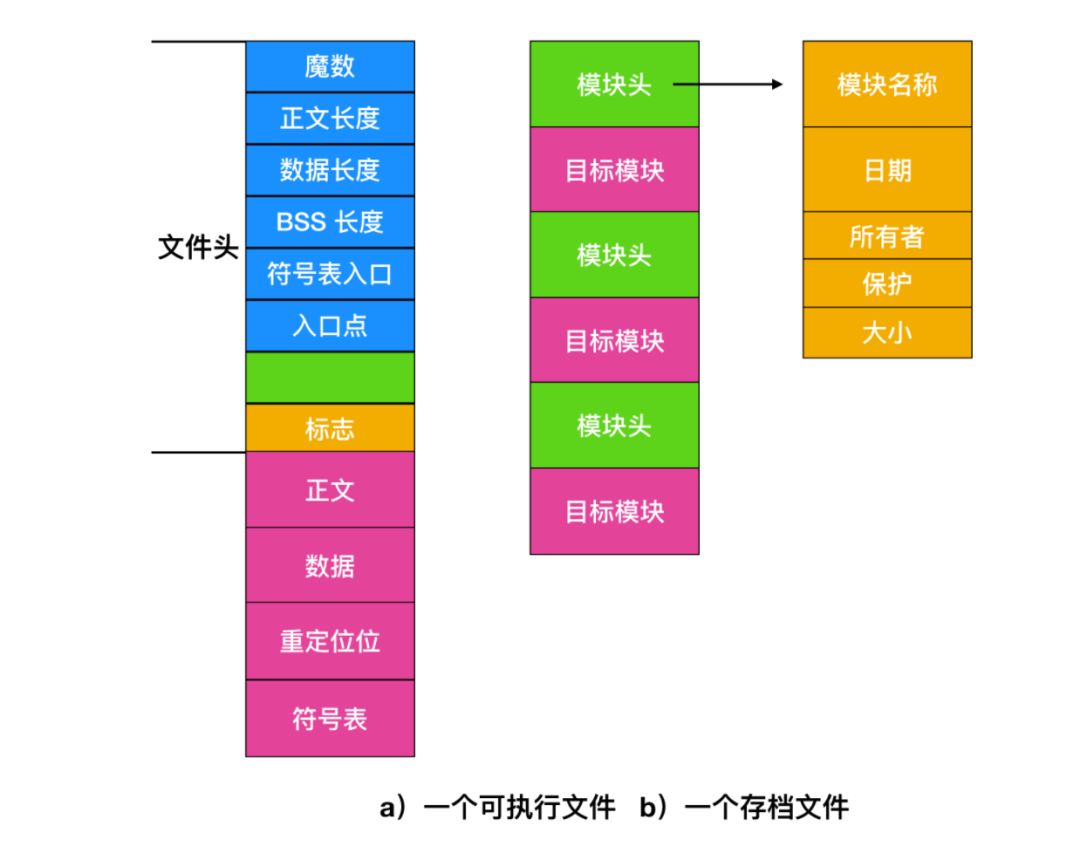 文件头
魔数
正文长度
数据长度
BSS 长度
符号表入口
入口点
标志
正文
数据
重定位位
符号表
模块头
目标模块
模块头
目标模块
模块头
目标模块
模块名称
日期
所有者
保护
大小
a）一个可执行文件 b）一个存档文件